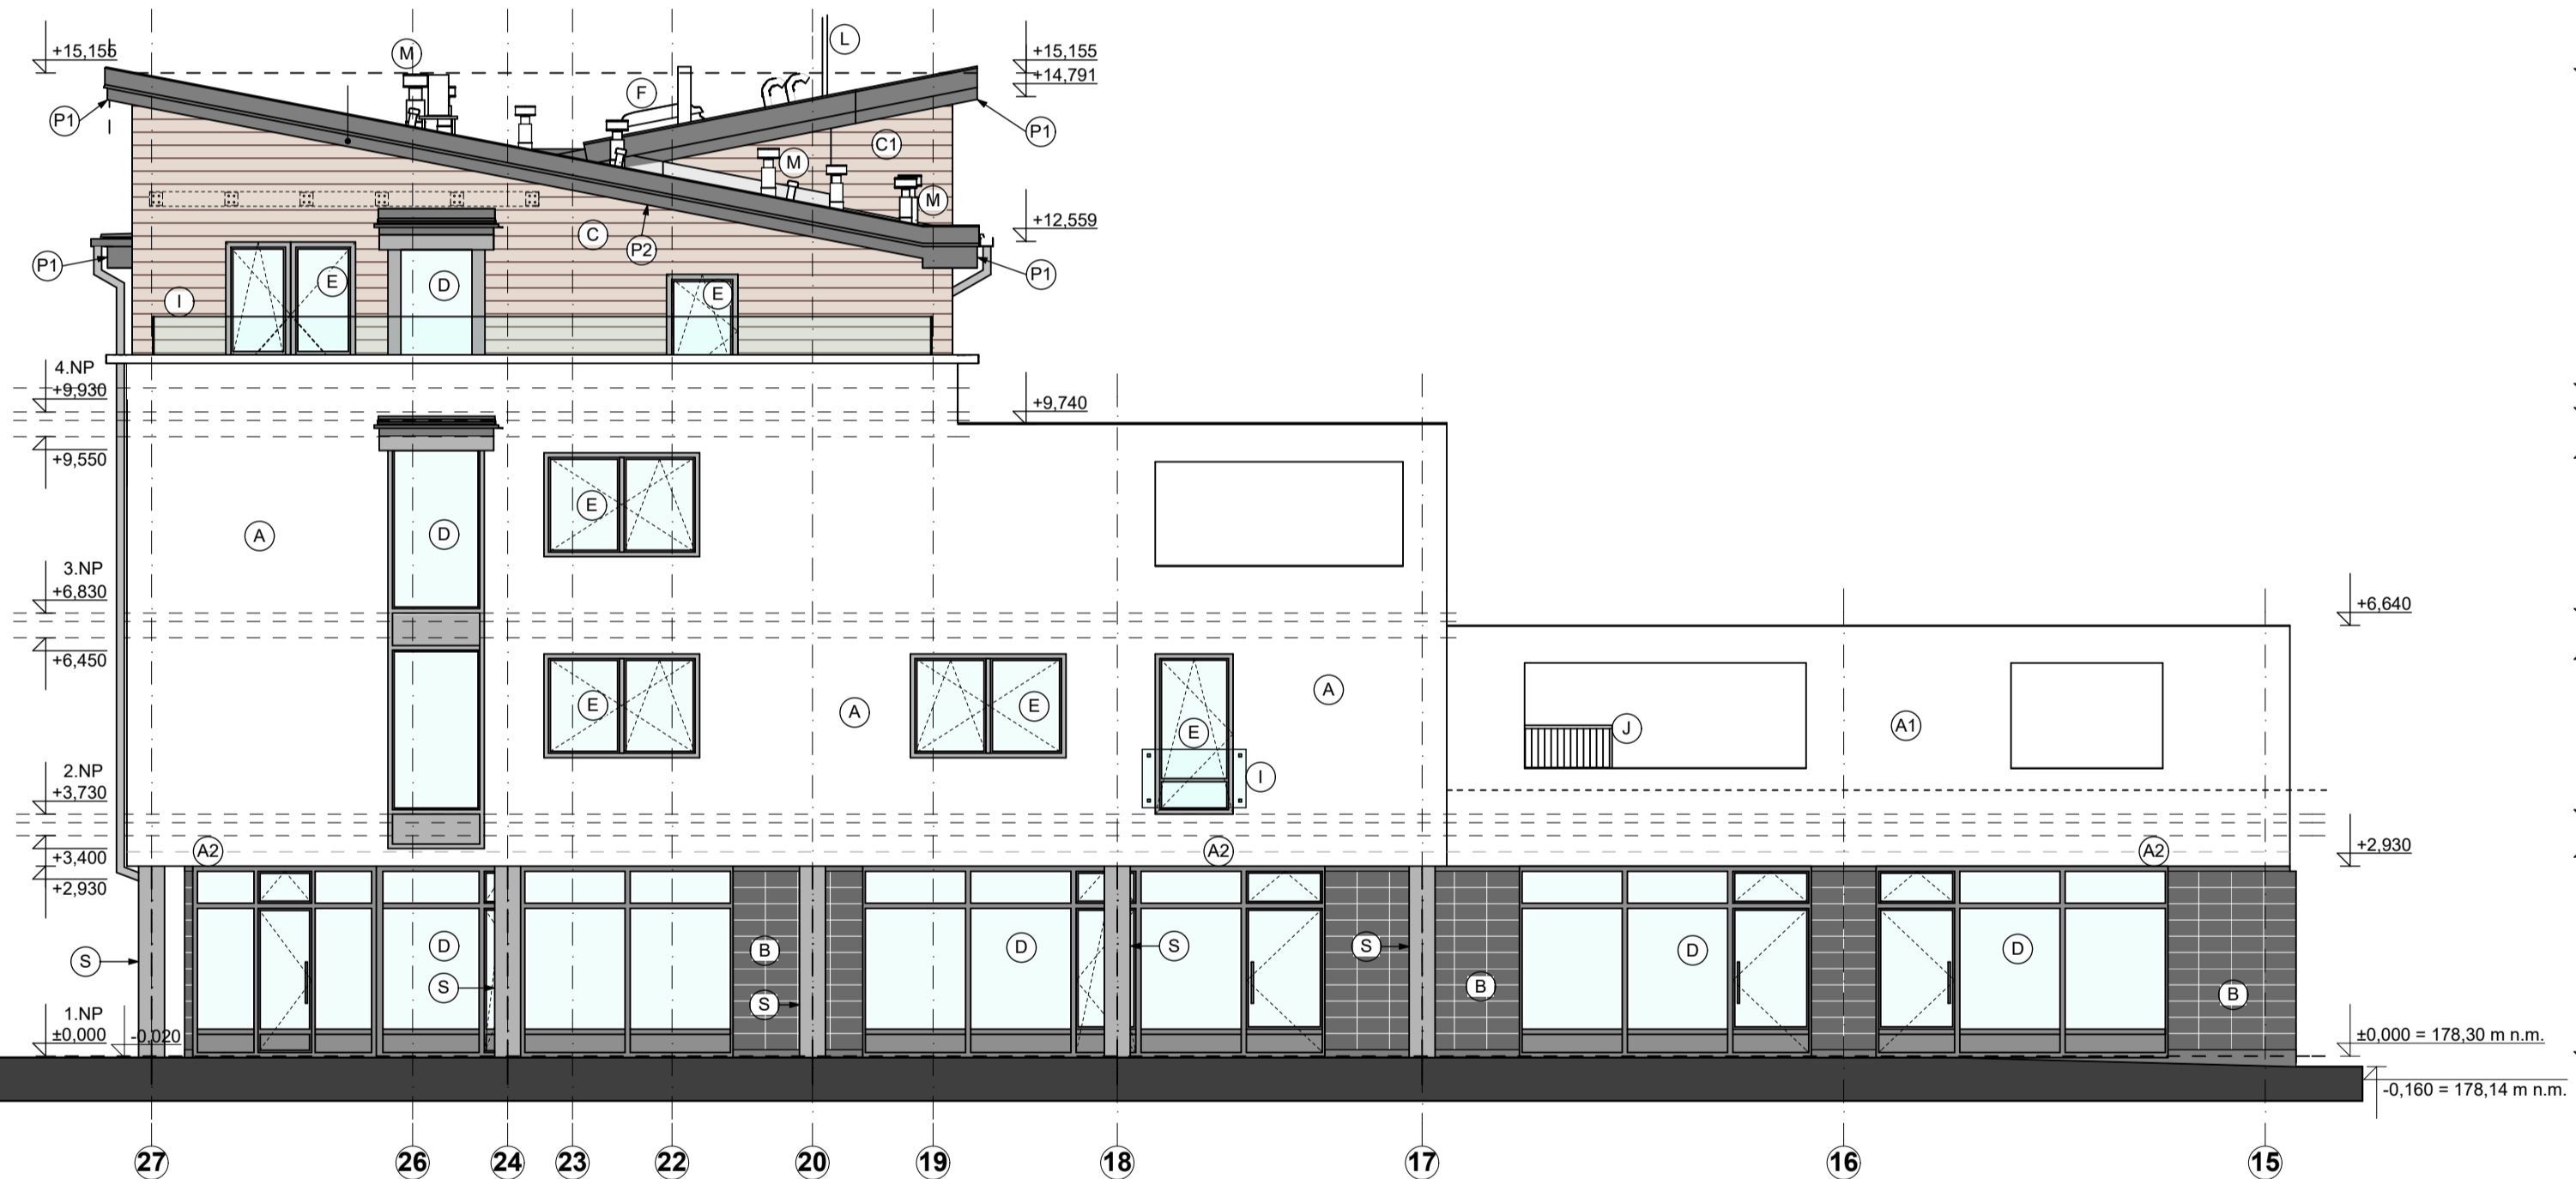 L
M
+15,155
+15,155
+14,791
F
P1
P1
C1
M
M
+12,559
C
P2
P1
P1
E
D
E
I
4.NP
+9,930
+9,740
+9,550
E
A
D
3.NP
+6,830
+6,640
+6,450
A
E
A
E
E
J
A1
I
2.NP
+3,730
A2
A2
A2
+3,400
+2,930
+2,930
S
D
B
D
S
S
D
D
S
S
B
B
1.NP
±0,000
-0,020
±0,000 = 178,30 m n.m.
-0,160 = 178,14 m n.m.
27
26
24
23
22
20
19
18
17
16
15